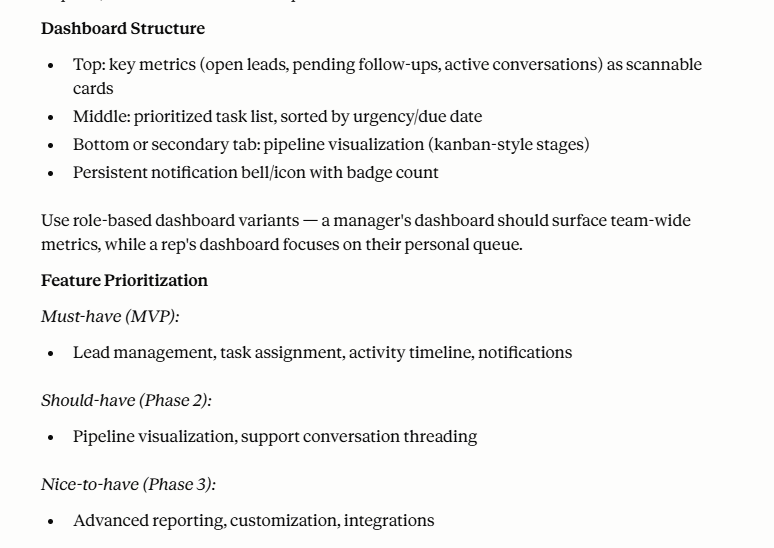 Dashboard Structure
• Top: key metrics (open leads, pending follow-ups, active conversations) as scannable
cards
• Middle: prioritized task list, sorted by urgency/due date
• Bottom or secondary tab: pipeline visualization (kanban-style stages)
• Persistent notification bell/icon with badge count
Use role-based dashboard variants — a manager's dashboard should surface team-wide
metrics, while a rep's dashboard focuses on their personal queue.
Feature Prioritization
Must-have (MVP):
• Lead management, task assignment, activity timeline, notifications
Should-have (Phase 2):
• Pipeline visualization, support conversation threading
Nice-to-have (Phase 3):
• Advanced reporting, customization, integrations